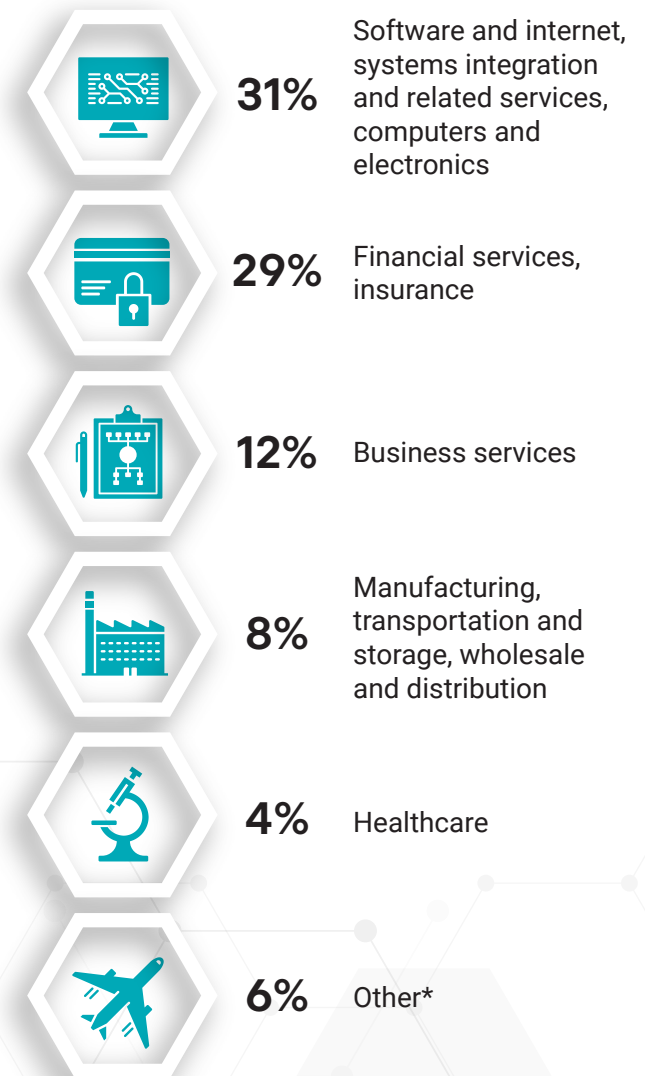 31%
Software and internet,
systems integration
and related services,
computers and
electronics
29%
Financial services,
insurance
12%
Business services
8%
Manufacturing,
transportation and
storage, wholesale
and distribution
4%
Healthcare
6%
Other*